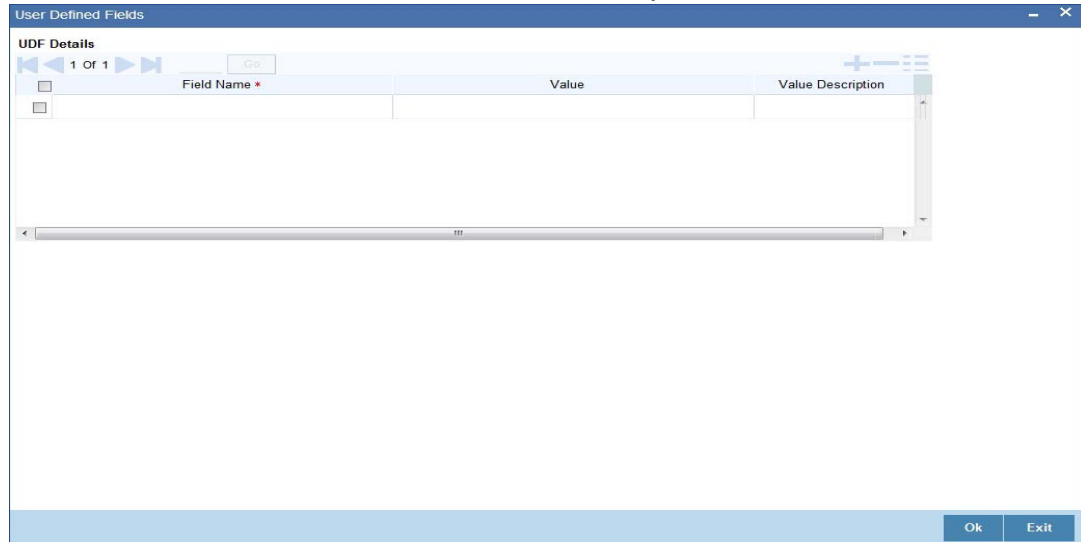 User Defined Fields
UDF Details
1 Of 1 Go
Field Name * Value Value Description
Ok Exit